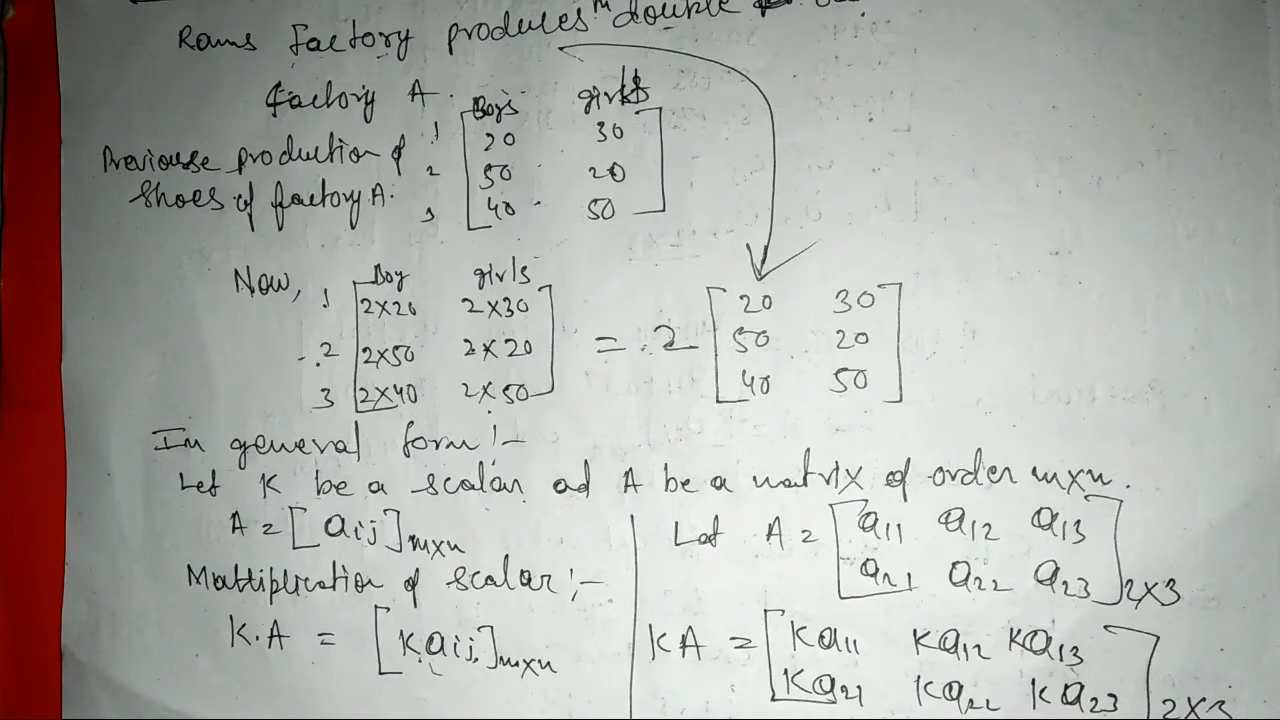 Rams factory produces double
factory A.
Boys girls
1 20 30
Previouse production of 2 50 20
Shoes of factory A. 3 40 50
Now, Boy girls
1 2×20 2×30
2 2×50 2×20 = 2 20 30
50 20
3 2×40 2×50 40 50
In general form :-
Let K be a scalar ad A be a matrix of order m×n.
A = [aij]m×n
Multiplication of scalar :-
K.A = [kaij]m×n
Let A = a11 a12 a13
a21 a22 a23 2×3
KA = Ka11 Ka12 Ka13
Ka21 Ka22 Ka23 2×3